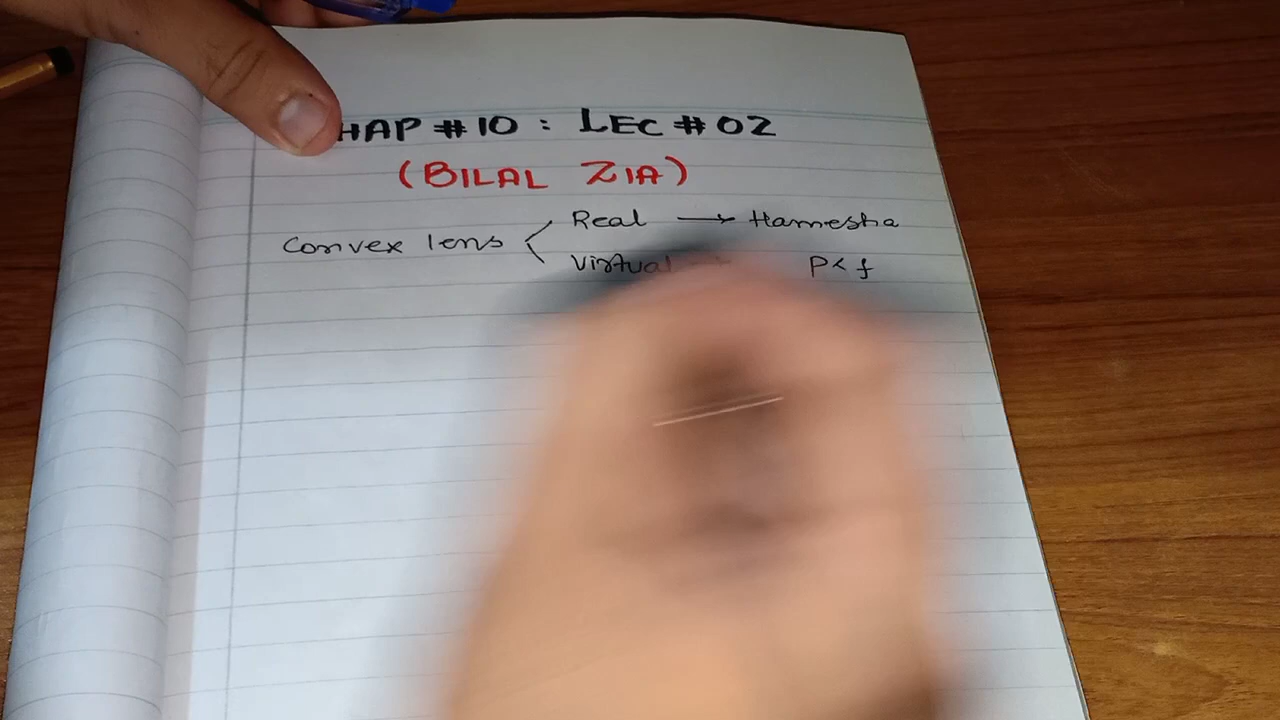 HAP #10 : LEC #02
(BILAL ZIA)
Convex lens
Real → Hamesha
Virtual → P< f